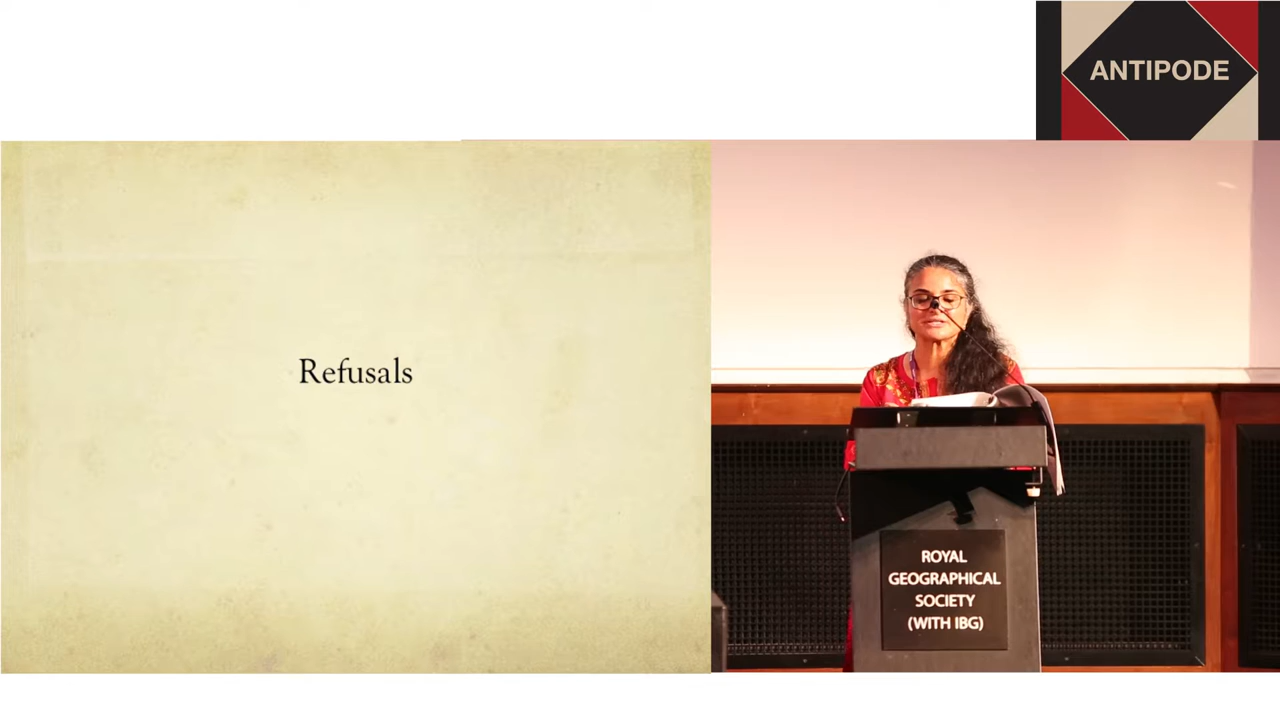 ANTIPODE
Refusals
ROYAL
GEOGRAPHICAL
SOCIETY
(WITH IBG)